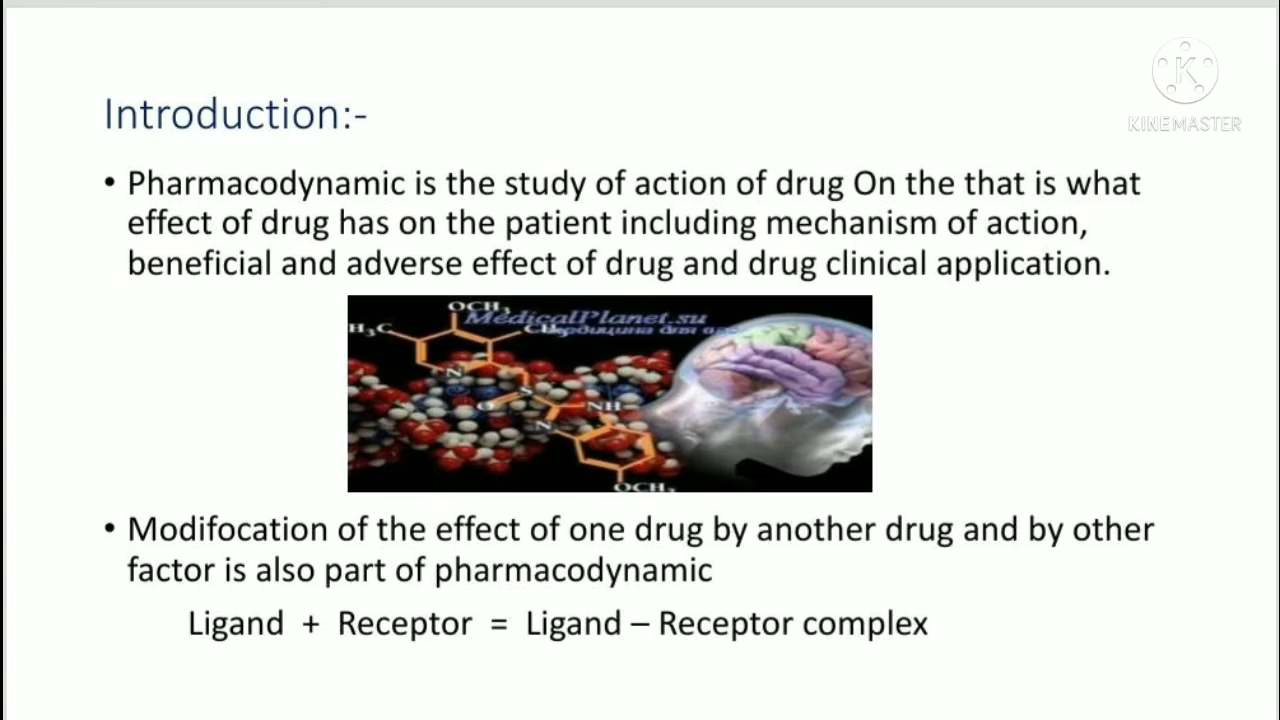 K
KINEMASTER
Introduction:-
• Pharmacodynamic is the study of action of drug On the that is what
effect of drug has on the patient including mechanism of action,
beneficial and adverse effect of drug and drug clinical application.
OCH₃
MedicalPlanet.su
H₃C
N
S
O
NH
N
OCH₃
• Modifocation of the effect of one drug by another drug and by other
factor is also part of pharmacodynamic
Ligand + Receptor = Ligand – Receptor complex